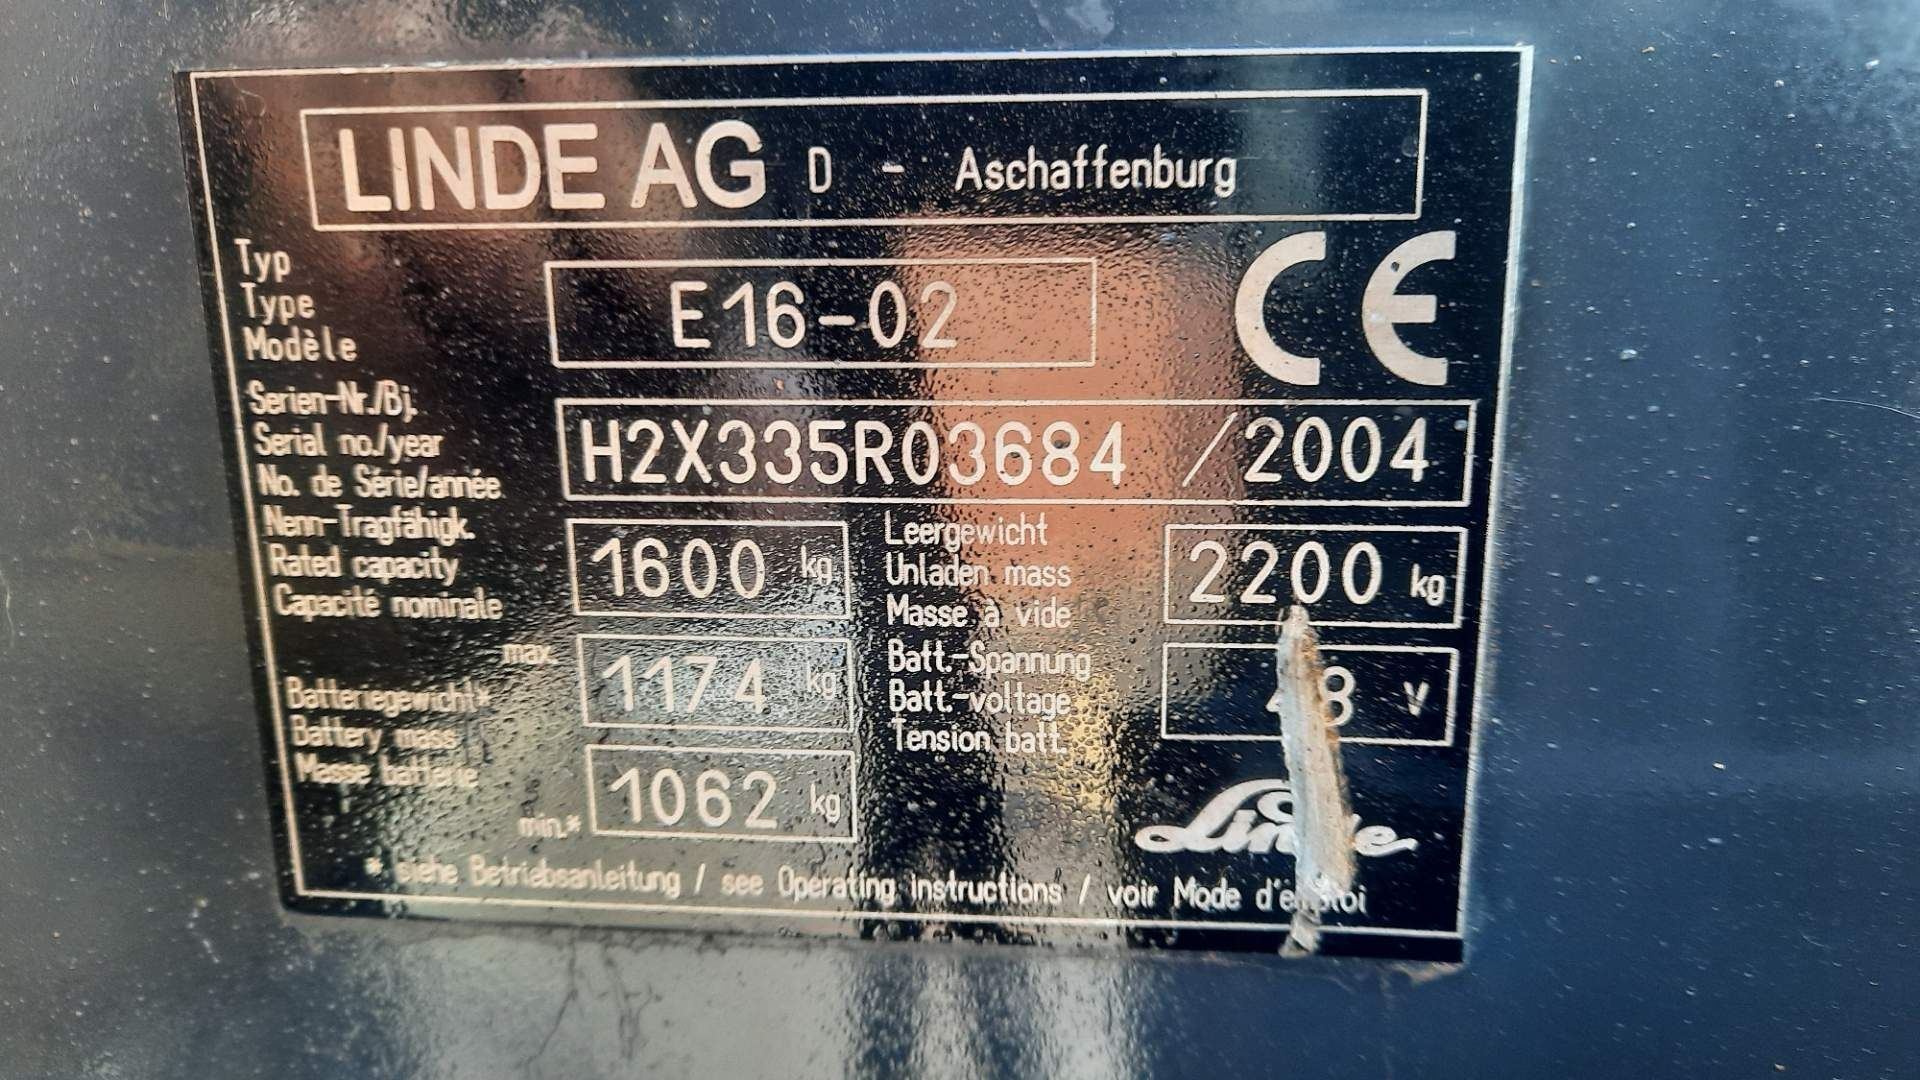 LINDE AG D - Aschaffenburg
CE
Typ
Type
Modèle
E16-02
Serien-Nr./Bj.
Serial no./year
No. de Série/année
H2X335R03684 /2004
Nenn-Tragfähigk.
Rated capacity
Capacité nominale
1600 kg
Leergewicht
Unladen mass
Masse à vide
2200 kg
max.
Batteriegewicht*
Battery mass
Masse batterie
1174 kg
min.*
1062 kg
Batt.-Spannung
Batt.-voltage
Tension batt.
48 V
Linde
* siehe Betriebsanleitung / see Operating instructions / voir Mode d'emploi